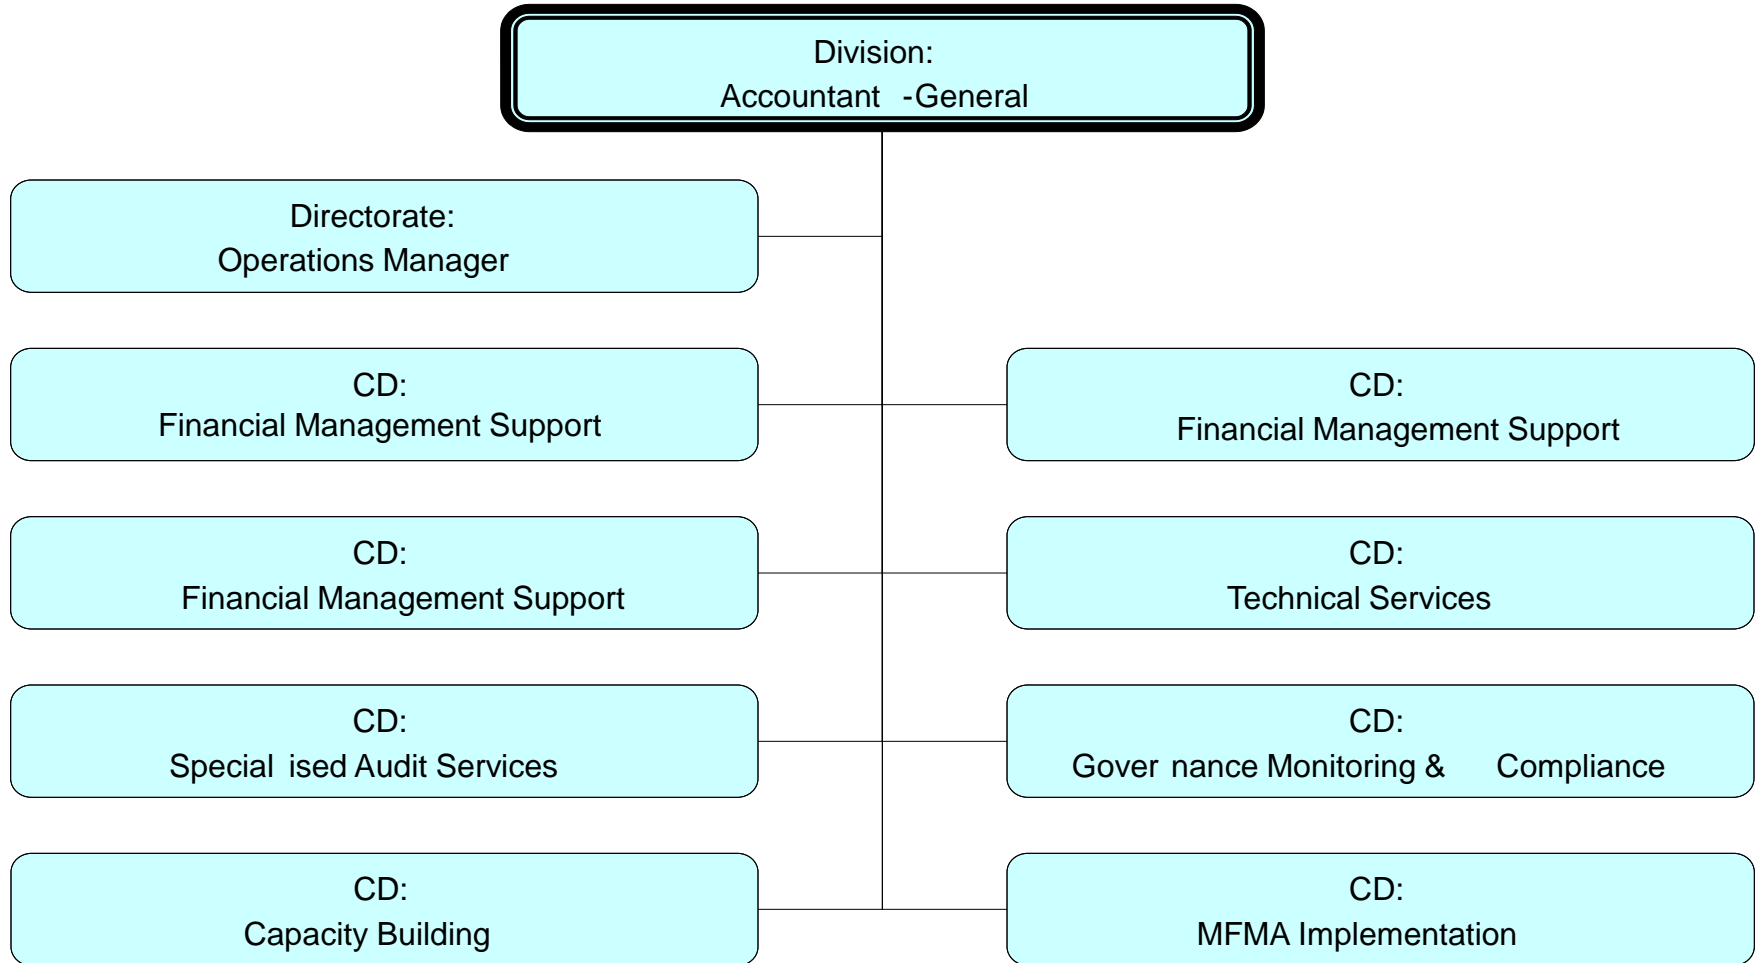 Division:
Accountant -General
Directorate:
Operations Manager
CD:
Financial Management Support
CD:
Financial Management Support
CD:
Financial Management Support
CD:
Technical Services
CD:
Special ised Audit Services
CD:
Gover nance Monitoring & Compliance
CD:
Capacity Building
CD:
MFMA Implementation